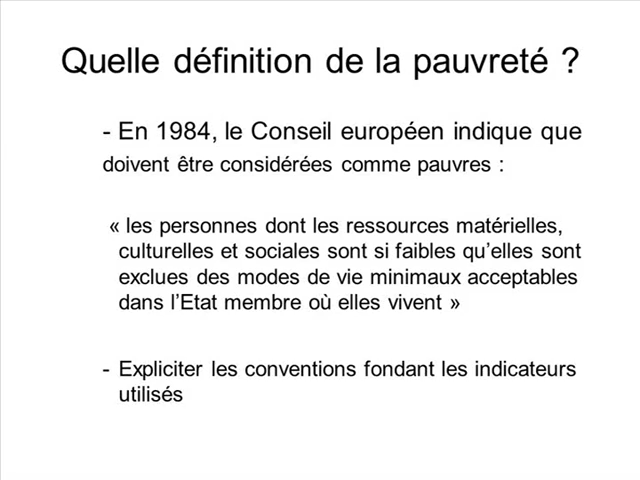 Quelle définition de la pauvreté ?
- En 1984, le Conseil européen indique que
doivent être considérées comme pauvres :
« les personnes dont les ressources matérielles,
culturelles et sociales sont si faibles qu’elles sont
exclues des modes de vie minimaux acceptables
dans l’Etat membre où elles vivent »
- Expliciter les conventions fondant les indicateurs
utilisés